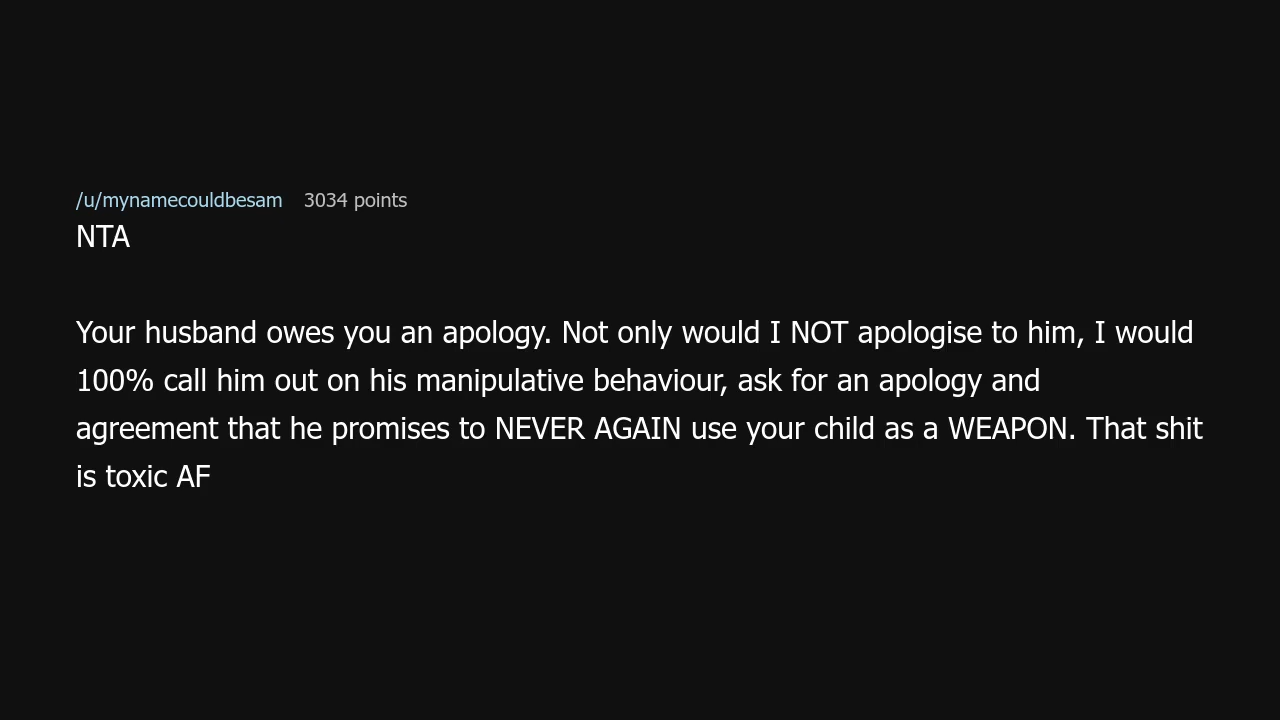 /u/mynamecouldbesam 3034 points
NTA
Your husband owes you an apology. Not only would I NOT apologise to him, I would
100% call him out on his manipulative behaviour, ask for an apology and
agreement that he promises to NEVER AGAIN use your child as a WEAPON. That shit
is toxic AF